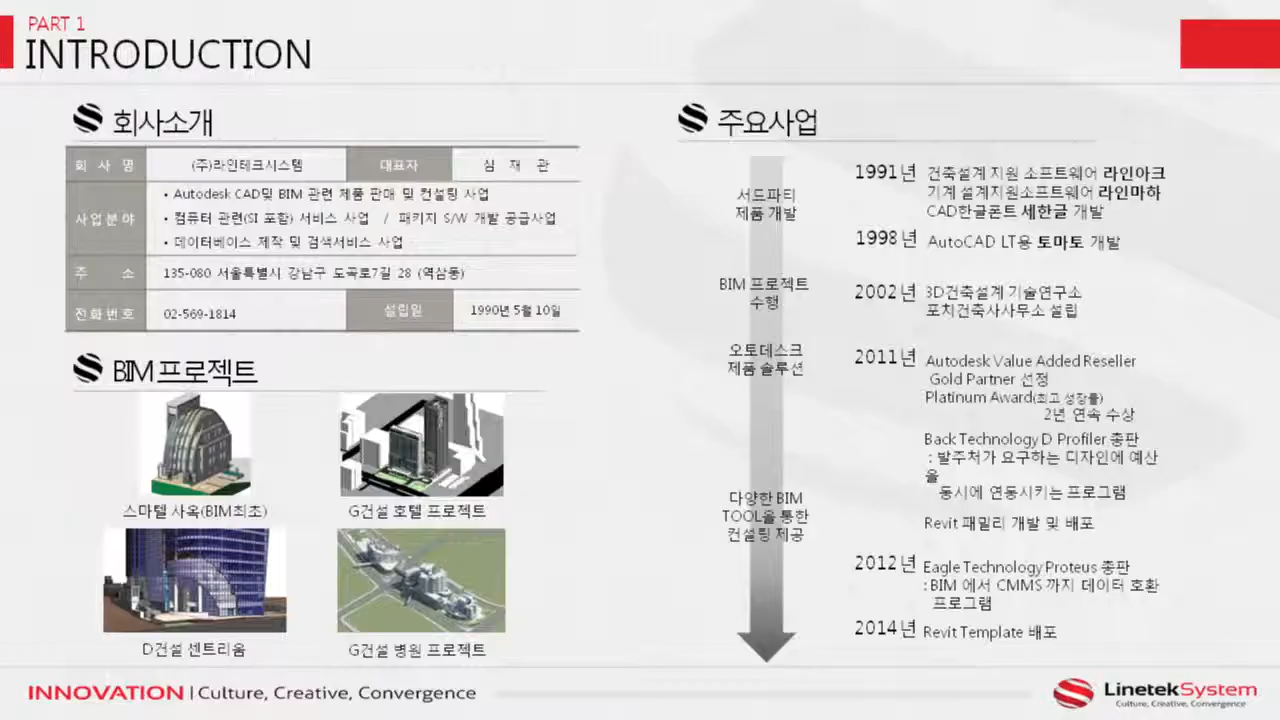 PART 1
INTRODUCTION
회사소개
회 사 명 (주)라인테크시스템 대표자 심 재 관
사업분야
• Autodesk CAD및 BIM 관련 제품 판매 및 컨설팅 사업
• 컴퓨터 관련(SI 포함) 서비스 사업 / 패키지 S/W 개발 공급사업
• 데이터베이스 제작 및 검색서비스 사업
주 소 135-080 서울특별시 강남구 도곡로7길 28 (역삼동)
전화번호 02-569-1814 설립일 1990년 5월 10일
BIM 프로젝트
스마텔 사옥(BIM최초) G건설 호텔 프로젝트
D건설 센트리움 G건설 병원 프로젝트
주요사업
서드파티
제품 개발
BIM 프로젝트
수행
오토데스크
제품 솔루션
다양한 BIM
TOOL을 통한
컨설팅 제공
1991년 건축설계 지원 소프트웨어 라인아크
기계 설계지원소프트웨어 라인마하
CAD한글폰트 세한글 개발
1998년 AutoCAD LT용 토마토 개발
2002년 3D건축설계 기술연구소
포치건축사사무소 설립
2011년 Autodesk Value Added Reseller
Gold Partner 선정
Platinum Award(최고 성장률)
2년 연속 수상
Back Technology D Profiler 총판
: 발주처가 요구하는 디자인에 예산
을
동시에 연동시키는 프로그램
Revit 패밀리 개발 및 배포
2012년 Eagle Technology Proteus 총판
: BIM 에서 CMMS 까지 데이터 호환
프로그램
2014년 Revit Template 배포
INNOVATION | Culture, Creative, Convergence
LinetekSystem
Culture, Creative, Convergence